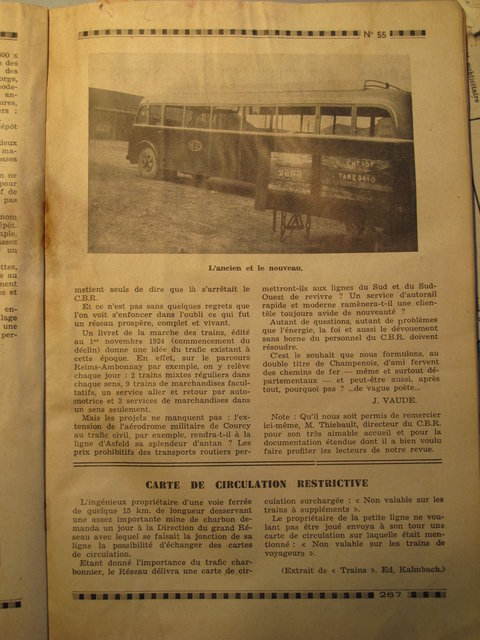 N° 55
L'ancien et le nouveau.
mettent seuls de dire que là s'arrêtait le
C.B.R.
Et ce n'est pas sans quelques regrets que
l'on voit s'enfoncer dans l'oubli ce qui fut
un réseau prospère, complet et vivant.
Un livret de la marche des trains, édité
au 1er novembre 1924 (commencement du
déclin) donne une idée du trafic existant à
cette époque. En effet, sur le parcours
Reims-Ambonnay par exemple, on y relève
chaque jour : 2 trains mixtes réguliers dans
chaque sens, 9 trains de marchandises facul-
tatifs, un service aller et retour par auto-
motrice et 3 services de marchandises dans
un sens seulement.
Mais les projets ne manquent pas : l'ex-
tension de l'aérodrome militaire de Courcy
au trafic civil, par exemple, rendra-t-il à la
ligne d'Asfeld sa splendeur d'antan ? Les
prix prohibitifs des transports routiers per-
mettront-ils aux lignes du Sud et du Sud-
Ouest de revivre ? Un service d'autorail
rapide et moderne ramènera-t-il une clien-
tèle toujours avide de nouveauté ?
Autant de questions, autant de problèmes
que l'énergie, la foi et aussi le dévouement
sans borne du personnel du C.B.R. doivent
résoudre.
C'est le souhait que nous formulons, au
double titre de Champenois, d'ami fervent
des chemins de fer — même et surtout dé-
partementaux — et peut-être aussi, après
tout, pourquoi pas ? ...de vague poète...
J. VAUDE.
Note : Qu'il nous soit permis de remercier
ici-même, M. Thiebault, directeur du C.B.R.
pour son très aimable accueil et pour la
documentation étendue dont il a bien voulu
faire profiter les lecteurs de notre revue.
CARTE DE CIRCULATION RESTRICTIVE
L'ingénieux propriétaire d'une voie ferrée
de quelque 15 km. de longueur desservant
une assez importante mine de charbon de-
manda un jour à la Direction du grand Ré-
seau avec lequel se faisait la jonction de sa
ligne la possibilité d'échanger des cartes
de circulation.
Etant donné l'importance du trafic char-
bonnier, le Réseau délivra une carte de cir-
culation surchargée : « Non valable sur les
trains à suppléments ».
Le propriétaire de la petite ligne ne vou-
lant pas être joué envoya à son tour une
carte de circulation sur laquelle était men-
tionné : « Non valable sur les trains de
voyageurs ».
(Extrait de « Trains ». Ed. Kalmbach.)
267
publicitaire